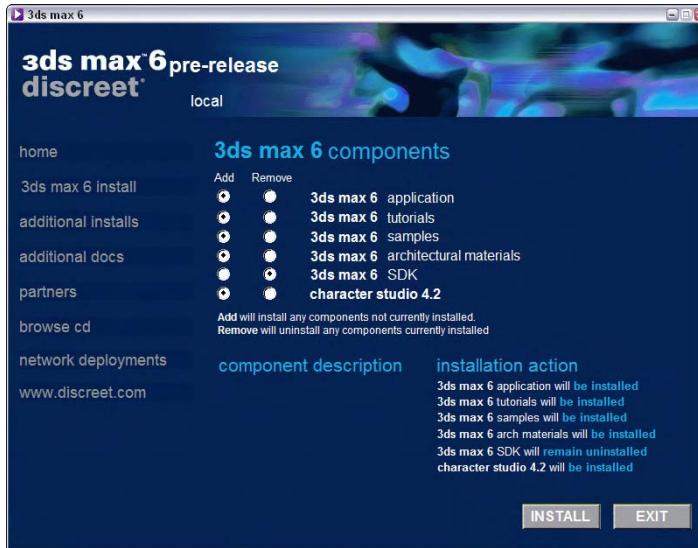 3ds max 6
3ds max™6 pre-release
discreet®
local
home
3ds max 6 install
additional installs
additional docs
partners
browse cd
network deployments
www.discreet.com
3ds max 6 components
Add Remove
3ds max 6 application
3ds max 6 tutorials
3ds max 6 samples
3ds max 6 architectural materials
3ds max 6 SDK
character studio 4.2
Add will install any components not currently installed.
Remove will uninstall any components currently installed
component description
installation action
3ds max 6 application will be installed
3ds max 6 tutorials will be installed
3ds max 6 samples will be installed
3ds max 6 arch materials will be installed
3ds max 6 SDK will remain uninstalled
character studio 4.2 will be installed
INSTALL EXIT